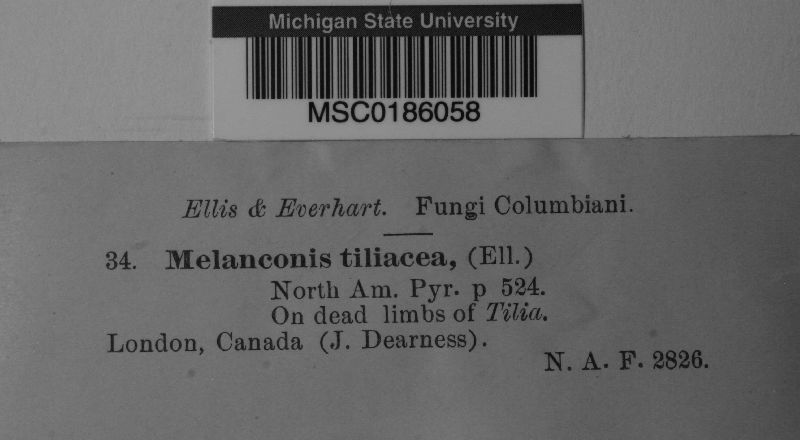 Michigan State University
MSC0186058
Ellis & Everhart. Fungi Columbiani.
34. Melanconis tiliacea, (Ell.)
North Am. Pyr. p 524.
On dead limbs of Tilia.
London, Canada (J. Dearness).
N. A. F. 2826.